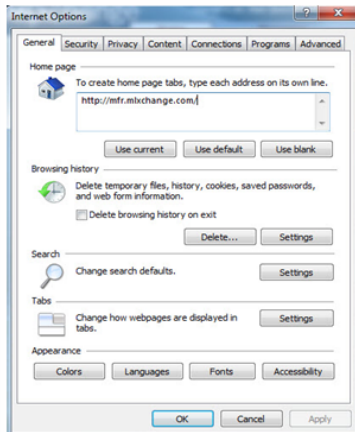 Internet Options
General Security Privacy Content Connections Programs Advanced
Home page
To create home page tabs, type each address on its own line.
http://mfr.mlxchange.com/
Use current Use default Use blank
Browsing history
Delete temporary files, history, cookies, saved passwords,
and web form information.
Delete browsing history on exit
Delete... Settings
Search
Change search defaults. Settings
Tabs
Change how webpages are displayed in
tabs.
Settings
Appearance
Colors Languages Fonts Accessibility
OK Cancel Apply